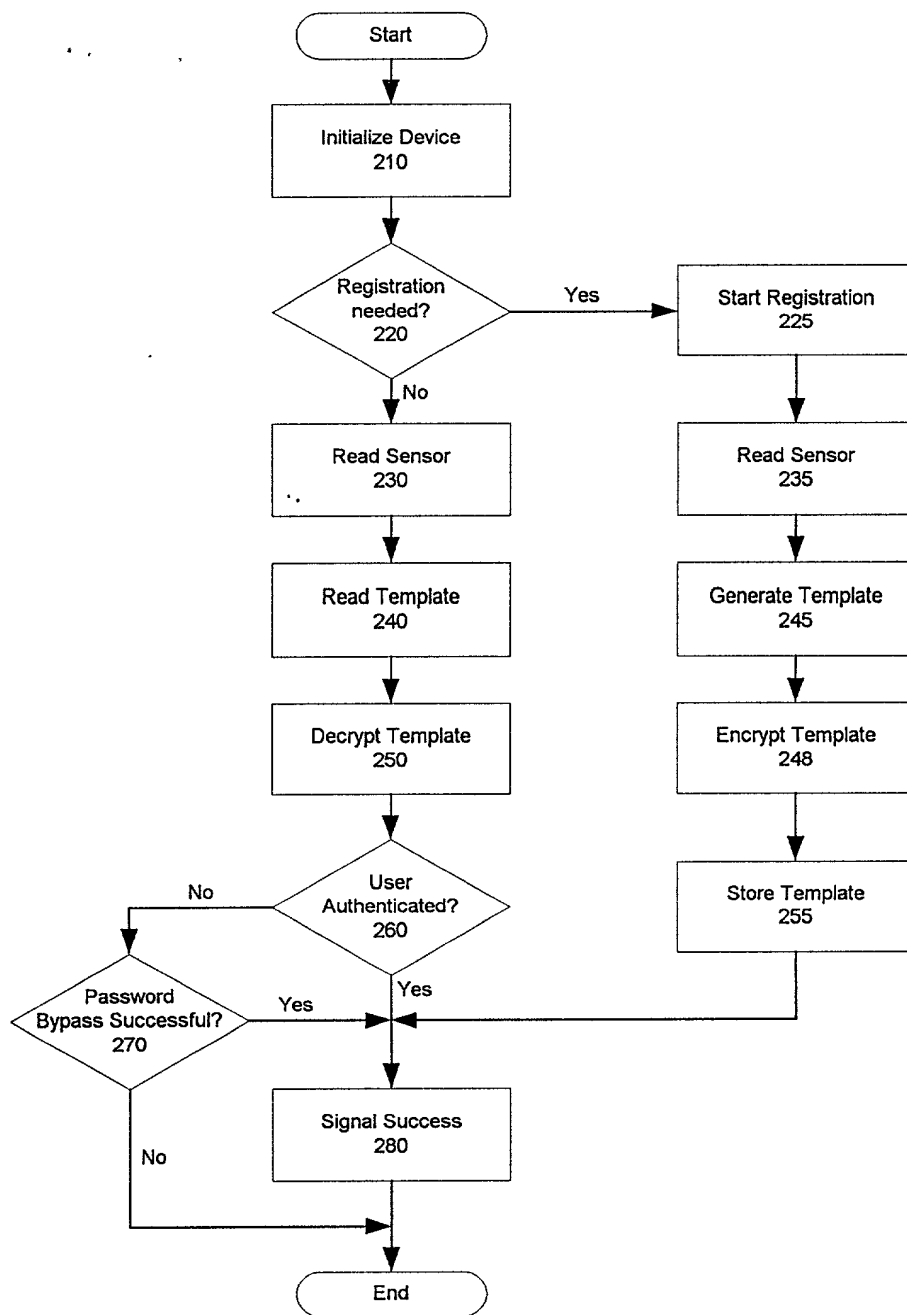 Start
Initialize Device
210
Registration
needed?
220
Yes
Start Registration
225
No
Read Sensor
230
Read Sensor
235
Read Template
240
Generate Template
245
Decrypt Template
250
Encrypt Template
248
No
User
Authenticated?
260
Store Template
255
Yes
Password
Bypass Successful?
270
Yes
Signal Success
280
No
End